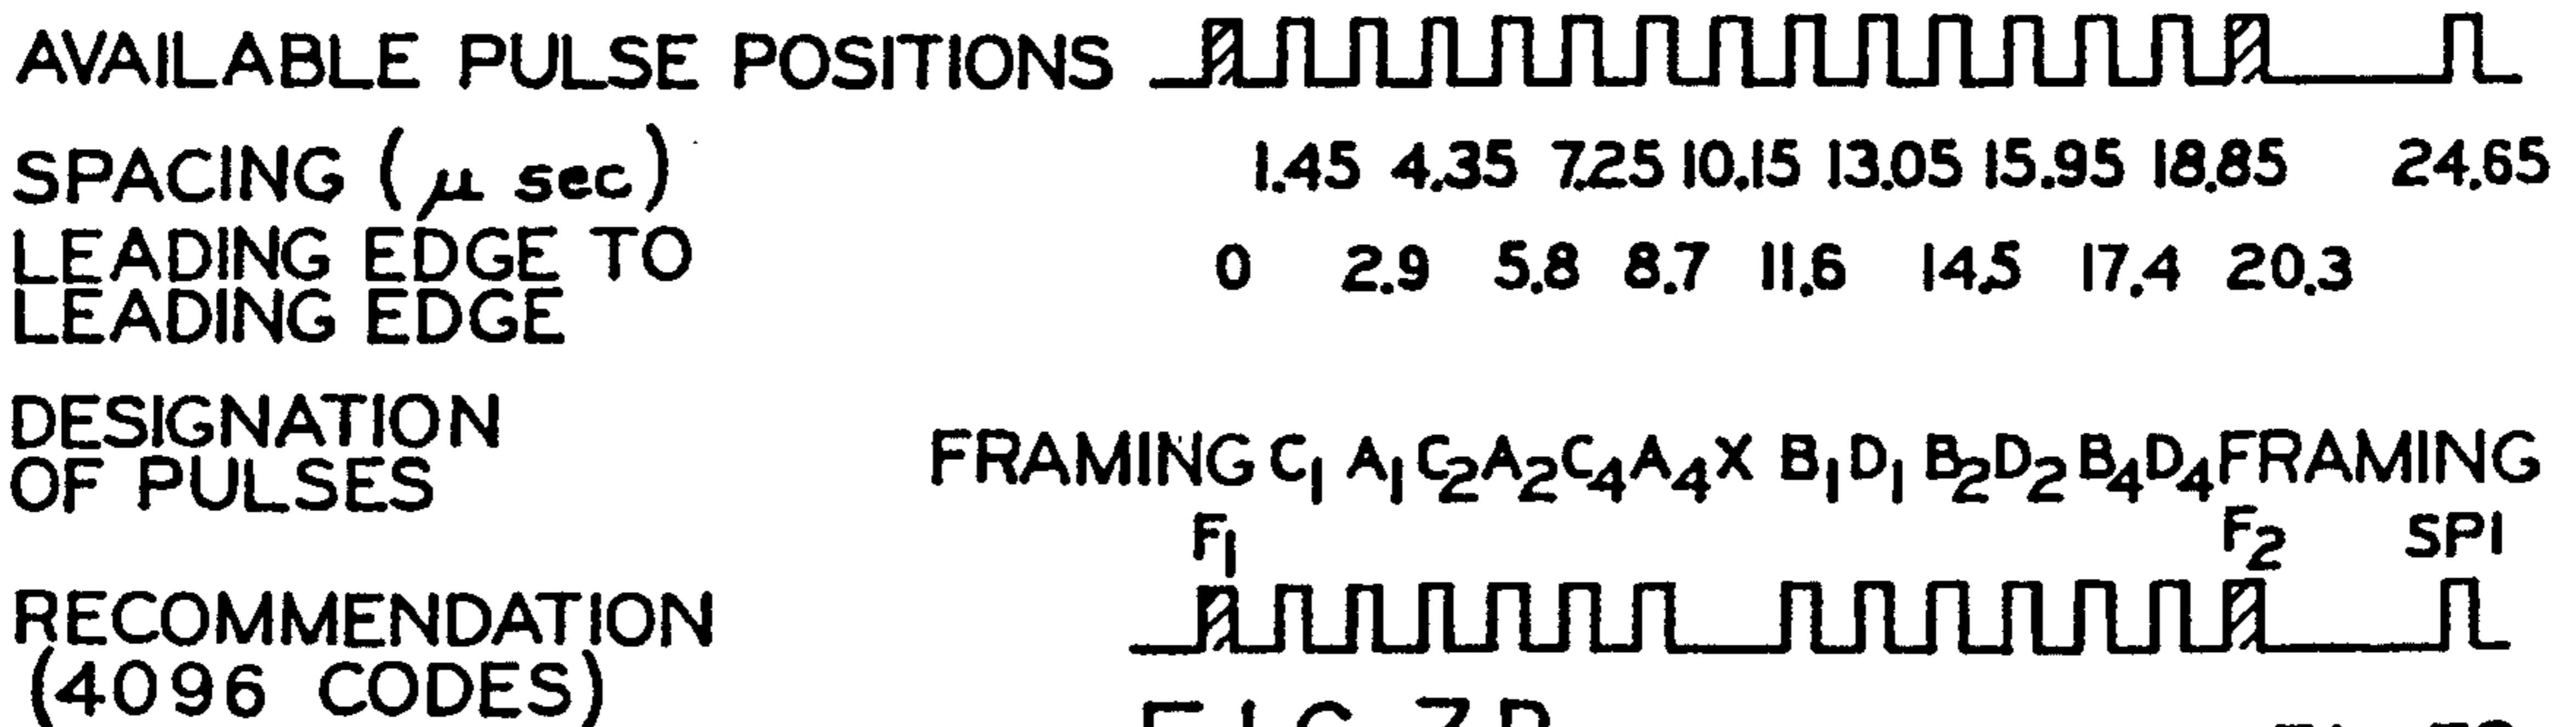 AVAILABLE PULSE POSITIONS
SPACING (μ sec) 1.45 4.35 7.25 10.15 13.05 15.95 18.85 24.65
LEADING EDGE TO 0 2.9 5.8 8.7 11.6 14.5 17.4 20.3
LEADING EDGE
DESIGNATION
OF PULSES FRAMING C1 A1 C2 A2 C4 A4 X B1 D1 B2 D2 B4 D4 FRAMING
F1 F2 SPI
RECOMMENDATION
(4096 CODES)